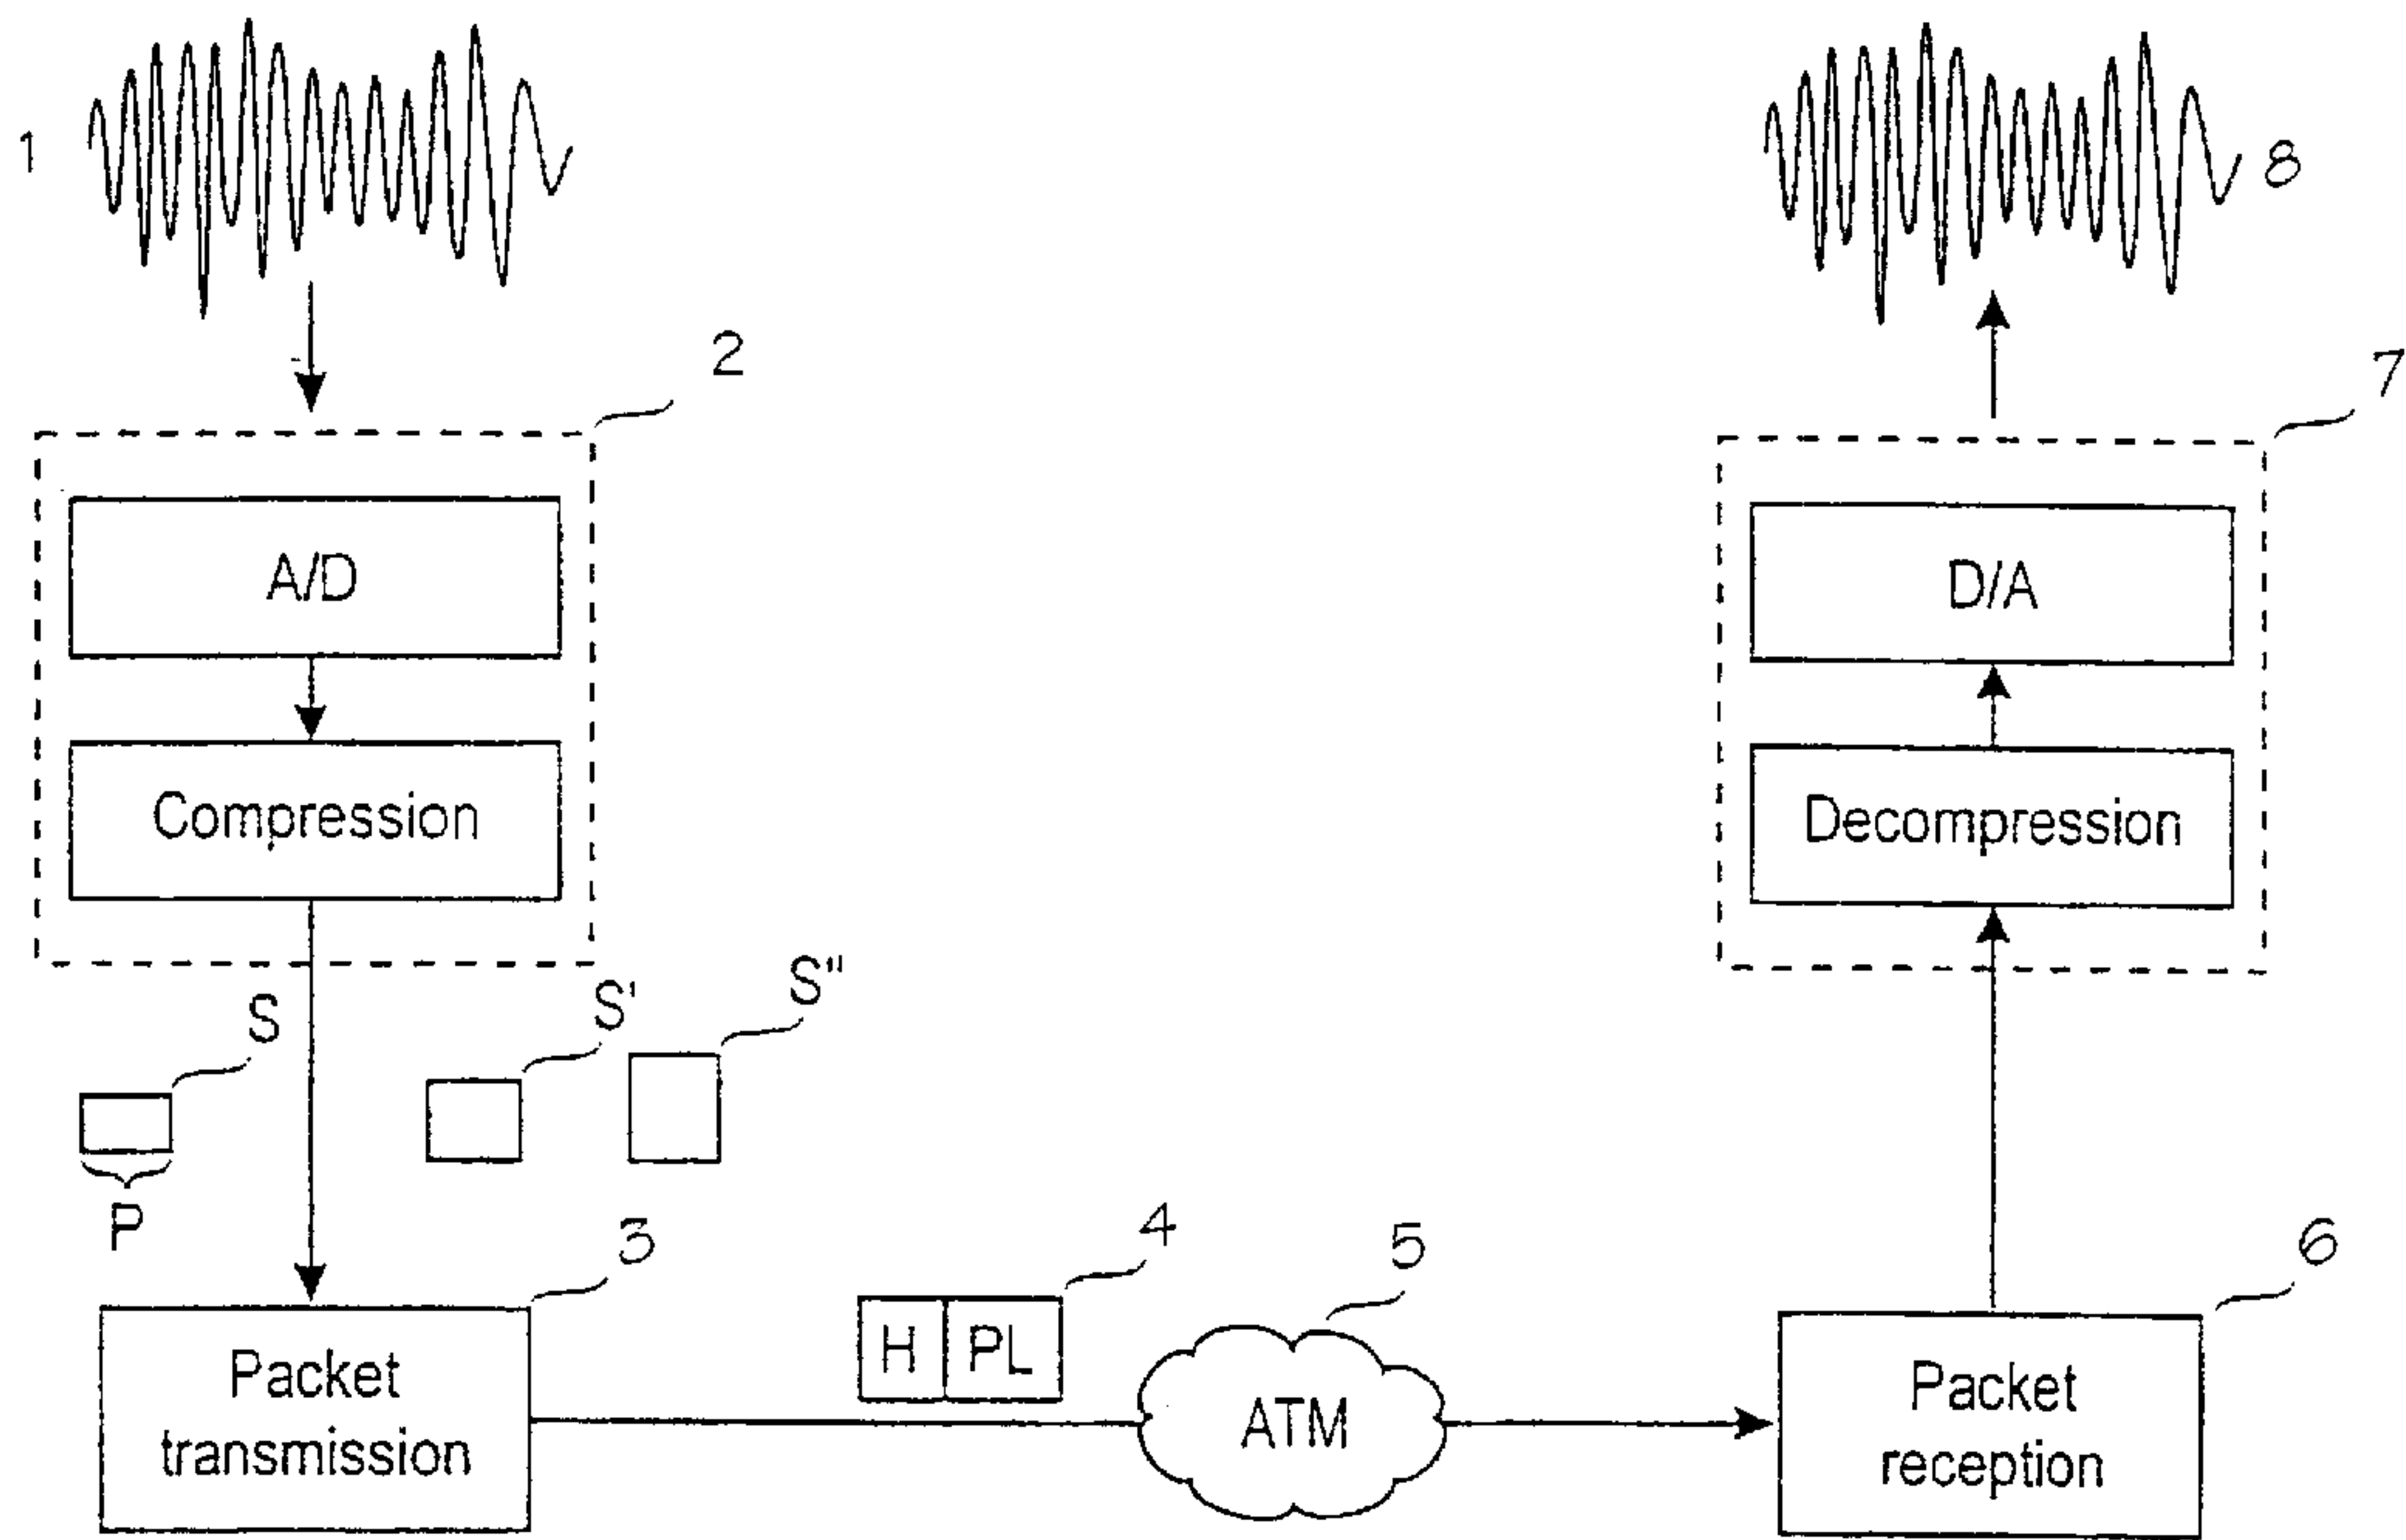 1
8
2
7
A/D
D/A
Compression
Decompression
S
S'
S"
P
3
4
5
6
H PL
Packet
transmission
ATM
Packet
reception